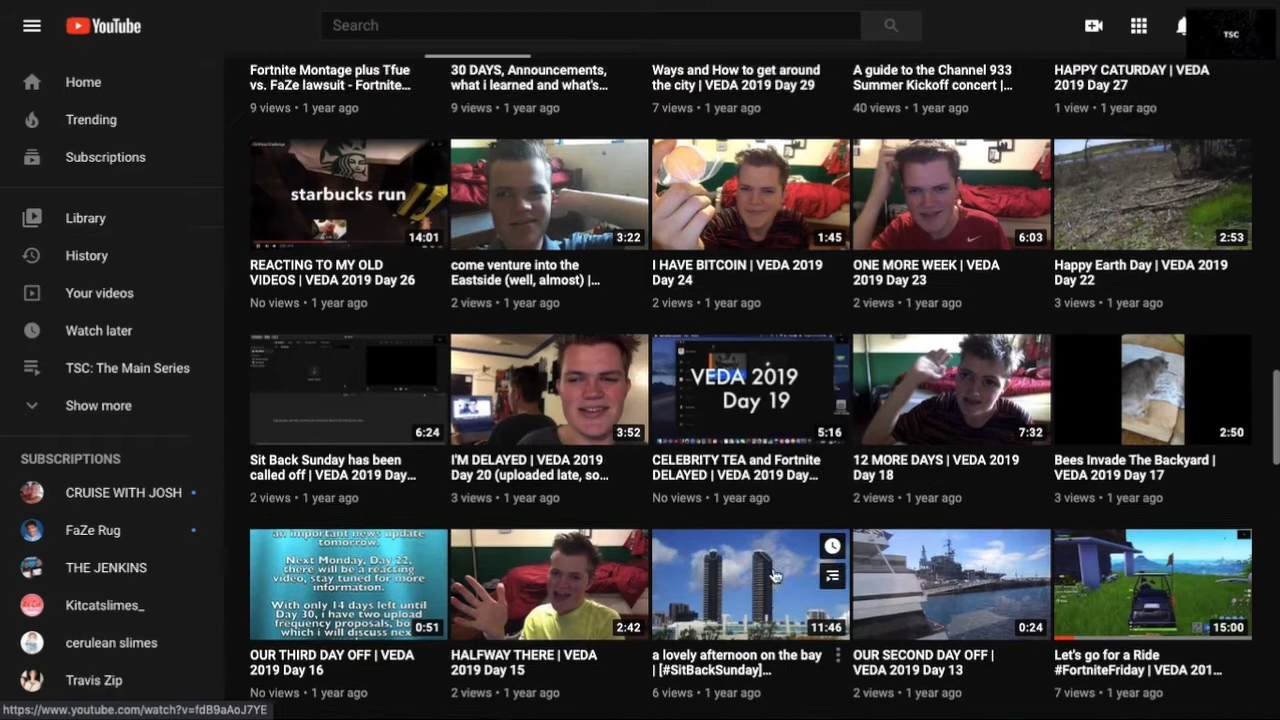 YouTube
Search
TSC
Home
Trending
Subscriptions
Library
History
Your videos
Watch later
TSC: The Main Series
Show more
SUBSCRIPTIONS
CRUISE WITH JOSH
FaZe Rug
THE JENKINS
Kitcatslimes_
cerulean slimes
Travis Zip
Fortnite Montage plus Tfue
vs. FaZe lawsuit - Fortnite...
9 views • 1 year ago
30 DAYS, Announcements,
what i learned and what's...
9 views • 1 year ago
Ways and How to get around
the city | VEDA 2019 Day 29
7 views • 1 year ago
A guide to the Channel 933
Summer Kickoff concert |...
40 views • 1 year ago
HAPPY CATURDAY | VEDA
2019 Day 27
1 view • 1 year ago
starbucks run
14:01
REACTING TO MY OLD
VIDEOS | VEDA 2019 Day 26
No views • 1 year ago
3:22
come venture into the
Eastside (well, almost) |...
2 views • 1 year ago
1:45
I HAVE BITCOIN | VEDA 2019
Day 24
2 views • 1 year ago
6:03
ONE MORE WEEK | VEDA
2019 Day 23
2 views • 1 year ago
2:53
Happy Earth Day | VEDA 2019
Day 22
3 views • 1 year ago
6:24
Sit Back Sunday has been
called off | VEDA 2019 Day...
2 views • 1 year ago
3:52
I'M DELAYED | VEDA 2019
Day 20 (uploaded late, so...
3 views • 1 year ago
VEDA 2019
Day 19
5:16
CELEBRITY TEA and Fortnite
DELAYED | VEDA 2019 Day...
No views • 1 year ago
7:32
12 MORE DAYS | VEDA 2019
Day 18
2 views • 1 year ago
2:50
Bees Invade The Backyard |
VEDA 2019 Day 17
3 views • 1 year ago
an important news update
tomorrow.
Next Monday, Day 22,
there will be a reacting
video, stay tuned for more
information.
With only 14 days left until
Day 30, i have two upload
frequency proposals, bo
which i will discuss nex
0:51
OUR THIRD DAY OFF | VEDA
2019 Day 16
No views • 1 year ago
2:42
HALFWAY THERE | VEDA
2019 Day 15
2 views • 1 year ago
11:46
a lovely afternoon on the bay
| [#SitBackSunday]...
6 views • 1 year ago
0:24
OUR SECOND DAY OFF |
VEDA 2019 Day 13
2 views • 1 year ago
15:00
Let's go for a Ride
#FortniteFriday | VEDA 201...
7 views • 1 year ago
https://www.youtube.com/watch?v=fdB9aAoJ7YE